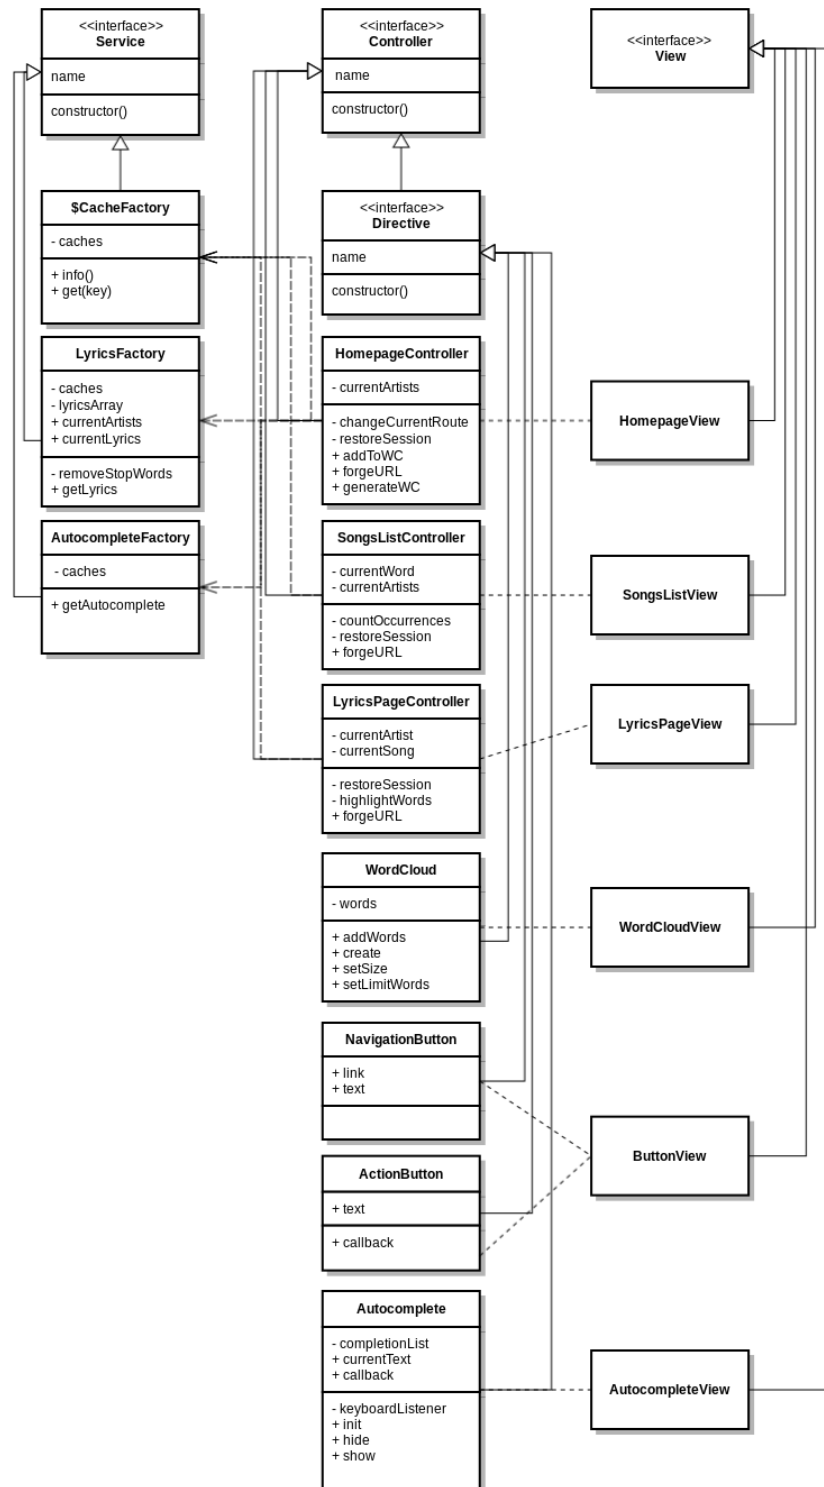 <<interface>>
Service
name
constructor()
<<interface>>
Controller
name
constructor()
<<interface>>
View
$CacheFactory
- caches
+ info()
+ get(key)
<<interface>>
Directive
name
constructor()
LyricsFactory
- caches
- lyricsArray
+ currentArtists
+ currentLyrics
- removeStopWords
+ getLyrics
HomepageController
- currentArtists
- changeCurrentRoute
- restoreSession
+ addToWC
+ forgeURL
+ generateWC
HomepageView
AutocompleteFactory
- caches
+ getAutocomplete
SongsListController
- currentWord
- currentArtists
- countOccurrences
- restoreSession
+ forgeURL
SongsListView
LyricsPageController
- currentArtist
- currentSong
- restoreSession
- highlightWords
+ forgeURL
LyricsPageView
WordCloud
- words
+ addWords
+ create
+ setSize
+ setLimitWords
WordCloudView
NavigationButton
+ link
+ text
ButtonView
ActionButton
+ text
+ callback
Autocomplete
- completionList
+ currentText
+ callback
- keyboardListener
+ init
+ hide
+ show
AutocompleteView